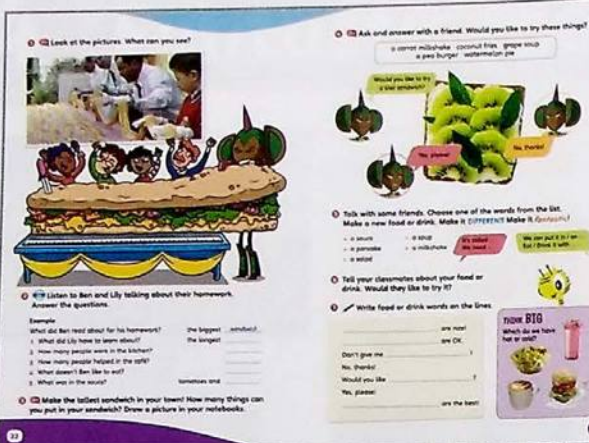 Look at the pictures. What can you see?
Listen to Ben and Lily talking about their homework.
Answer the questions.
Example
What did Ben read about for his homework? the biggest sandwich
1 What did Lily have to learn about? the longest
2 How many people were in the kitchen?
3 How many people helped in the café?
4 What doesn't Ben like to eat?
5 What was in the sauce? tomatoes and
Make the tallest sandwich in your town! How many things can
you put in your sandwich? Draw a picture in your notebooks.
22
Ask and answer with a friend. Would you like to try these things?
a carrot milkshake coconut fries grape soup
a pea burger watermelon pie
Would you like to try
a kiwi sandwich?
Yes, please!
No, thanks!
Talk with some friends. Choose one of the words from the list.
Make a new food or drink. Make it DIFFERENT! Make it fantastic!
a sauce
a soup
a pancake
a milkshake
a salad
It's called
We need
We can put it in / on
Eat / Drink it with
Tell your classmates about your food or
drink. Would they like to try it?
Write food or drink words on the lines
are nasty!
are OK.
Don't give me !
No, thanks!
Would you like ?
Yes, please!
are the best!
THINK BIG
Which do we have
hot or cold?